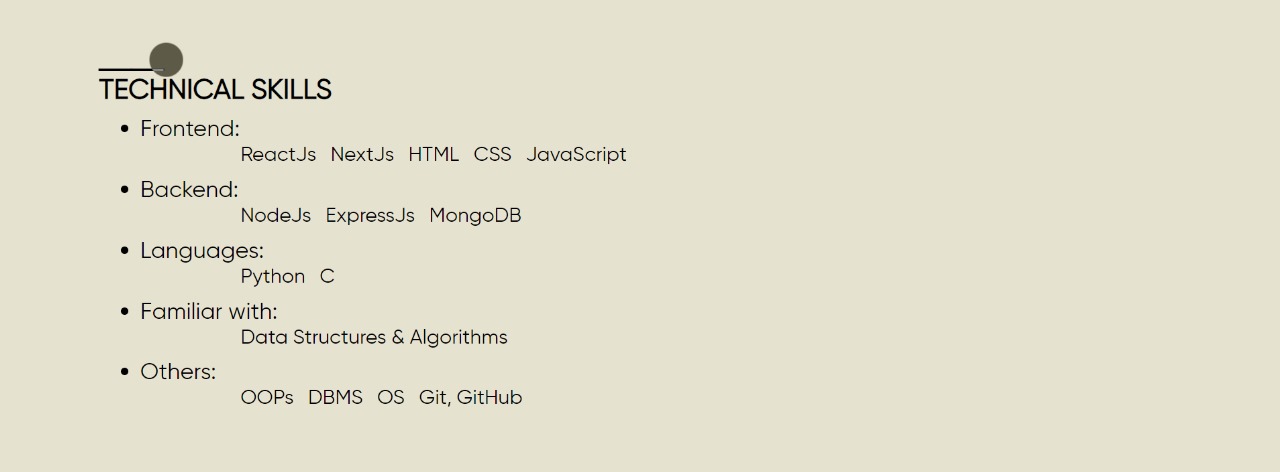 TECHNICAL SKILLS
• Frontend:
ReactJs NextJs HTML CSS JavaScript
• Backend:
NodeJs ExpressJs MongoDB
• Languages:
Python C
• Familiar with:
Data Structures & Algorithms
• Others:
OOPs DBMS OS Git, GitHub